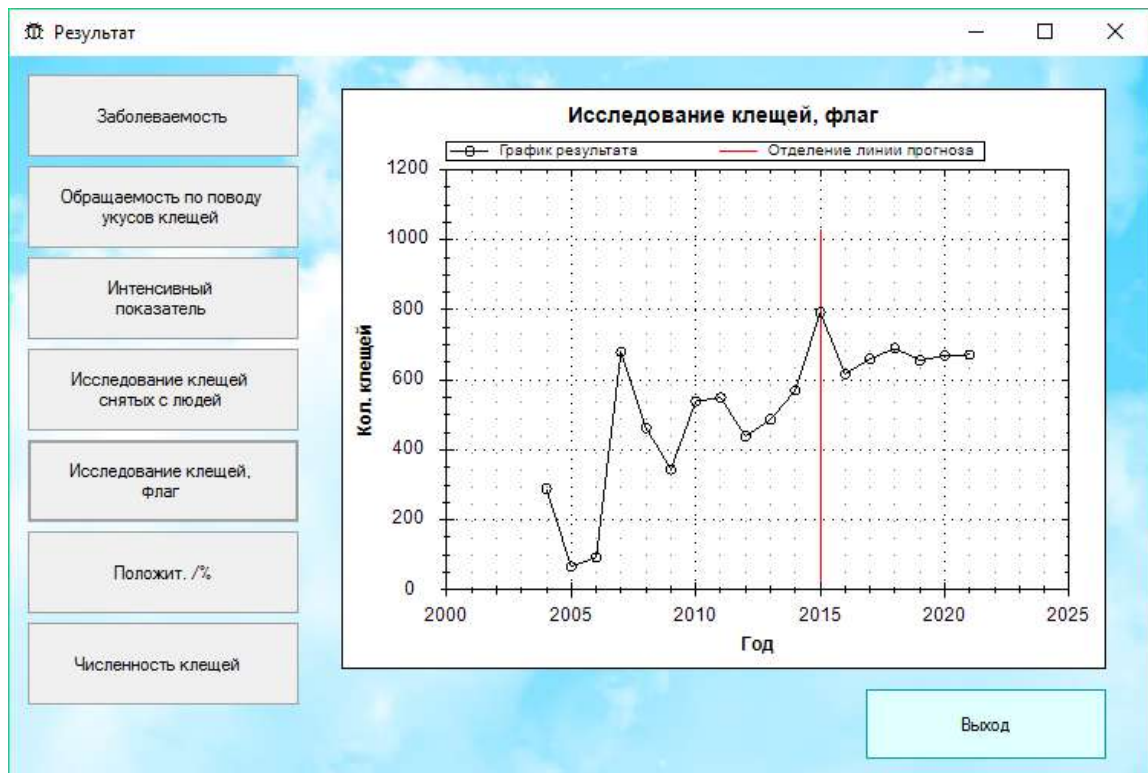 Результат
Заболеваемость
Обращаемость по поводу
укусов клещей
Интенсивный
показатель
Исследование клещей
снятых с людей
Исследование клещей,
флаг
Положит. /%
Численность клещей
Исследование клещей, флаг
График результата
Отделение линии прогноза
Кол. клещей
1200
1000
800
600
400
200
0
2000 2005 2010 2015 2020 2025
Год
Выход